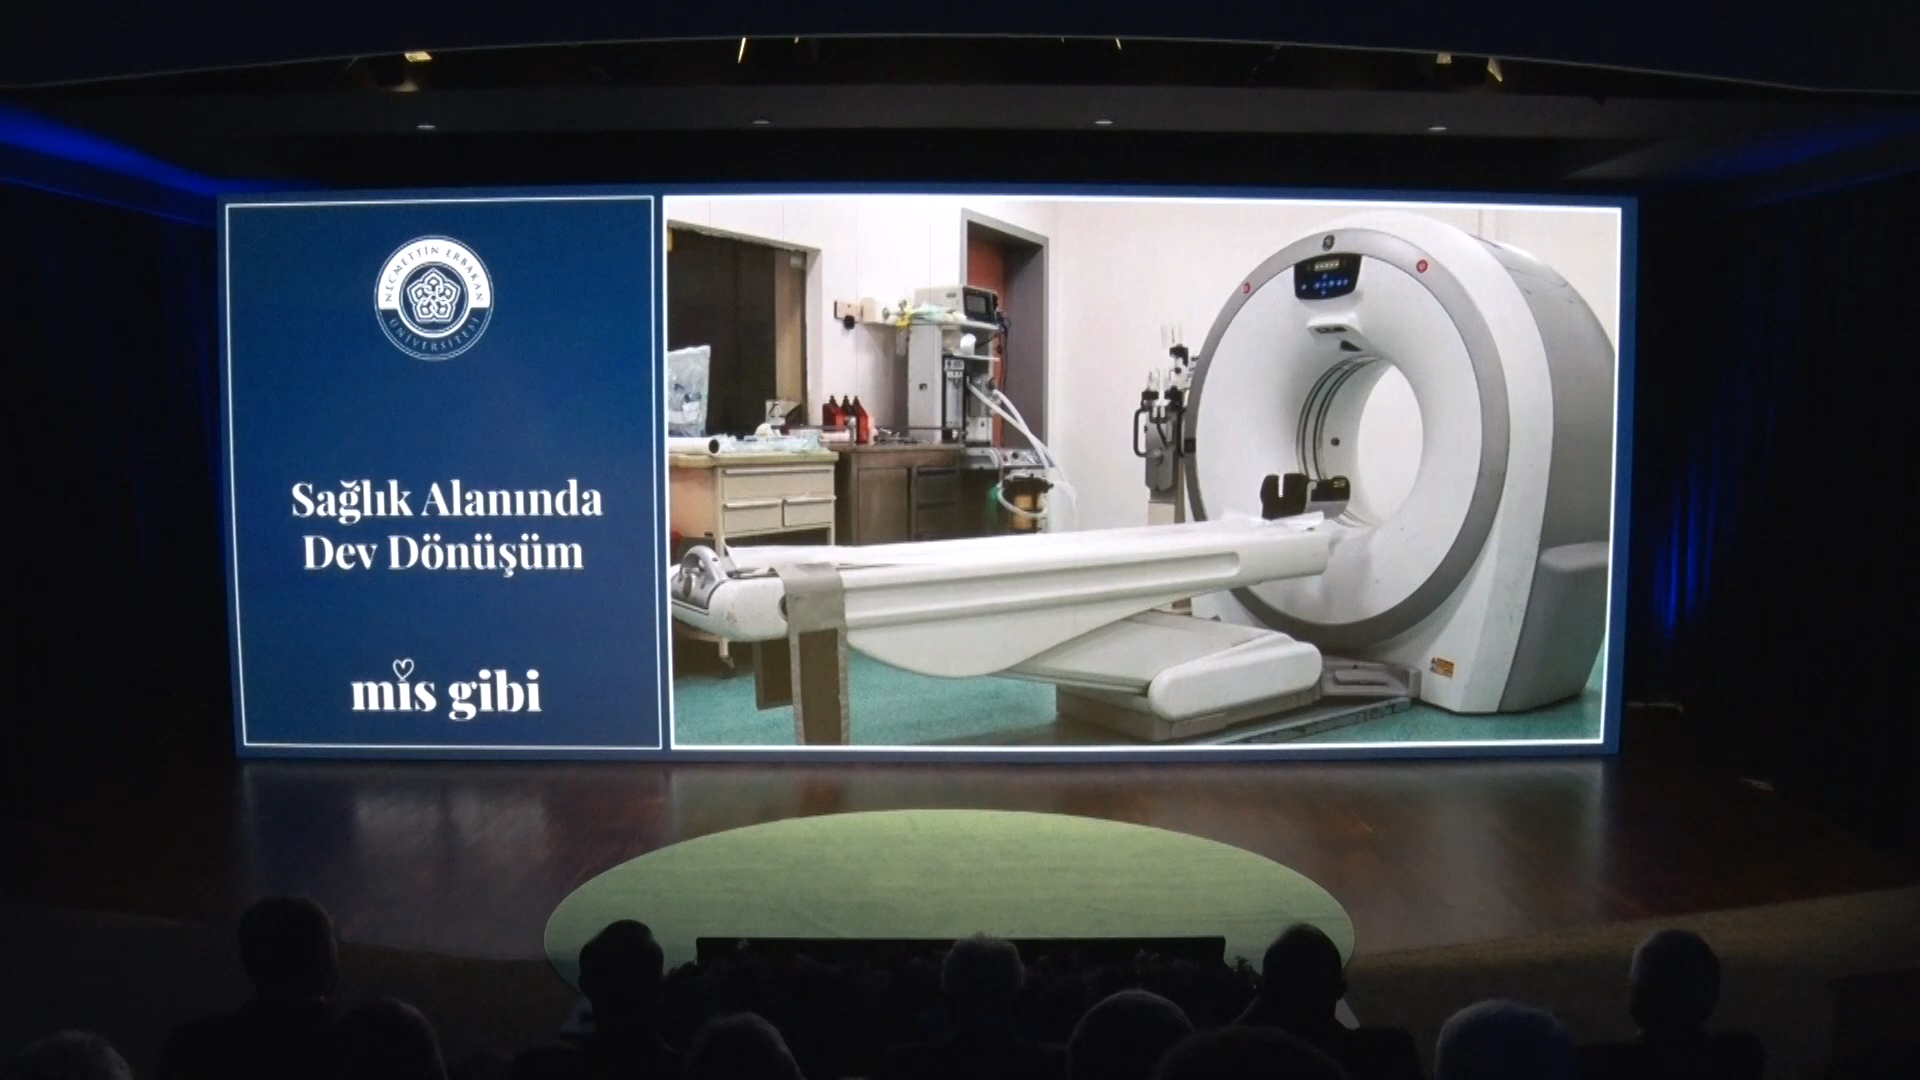 NECMETTİN ERBAKAN
ÜNİVERSİTESİ
Sağlık Alanında
Dev Dönüşüm
mis gibi